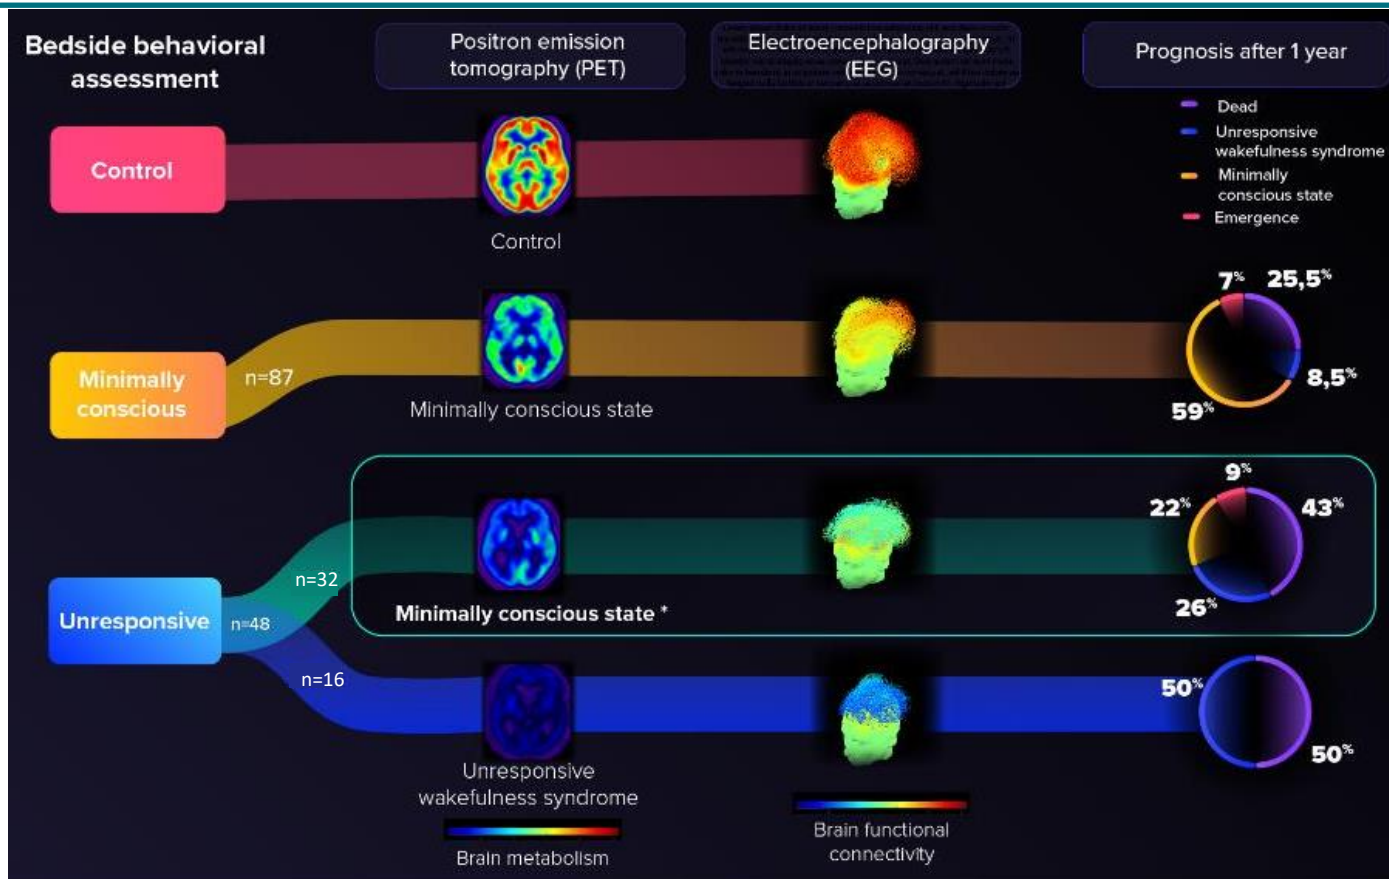 Bedside behavioral
assessment
Positron emission
tomography (PET)
Electroencephalography
(EEG)
Prognosis after 1 year
Dead
Unresponsive
wakefulness syndrome
Minimally
conscious state
Emergence
Control
Control
7%
25,5%
8,5%
59%
Minimally
conscious
n=87
Minimally conscious state
9%
22%
43%
26%
n=32
Minimally conscious state *
Unresponsive
n=48
n=16
50%
50%
Unresponsive
wakefulness syndrome
Brain metabolism
Brain functional
connectivity